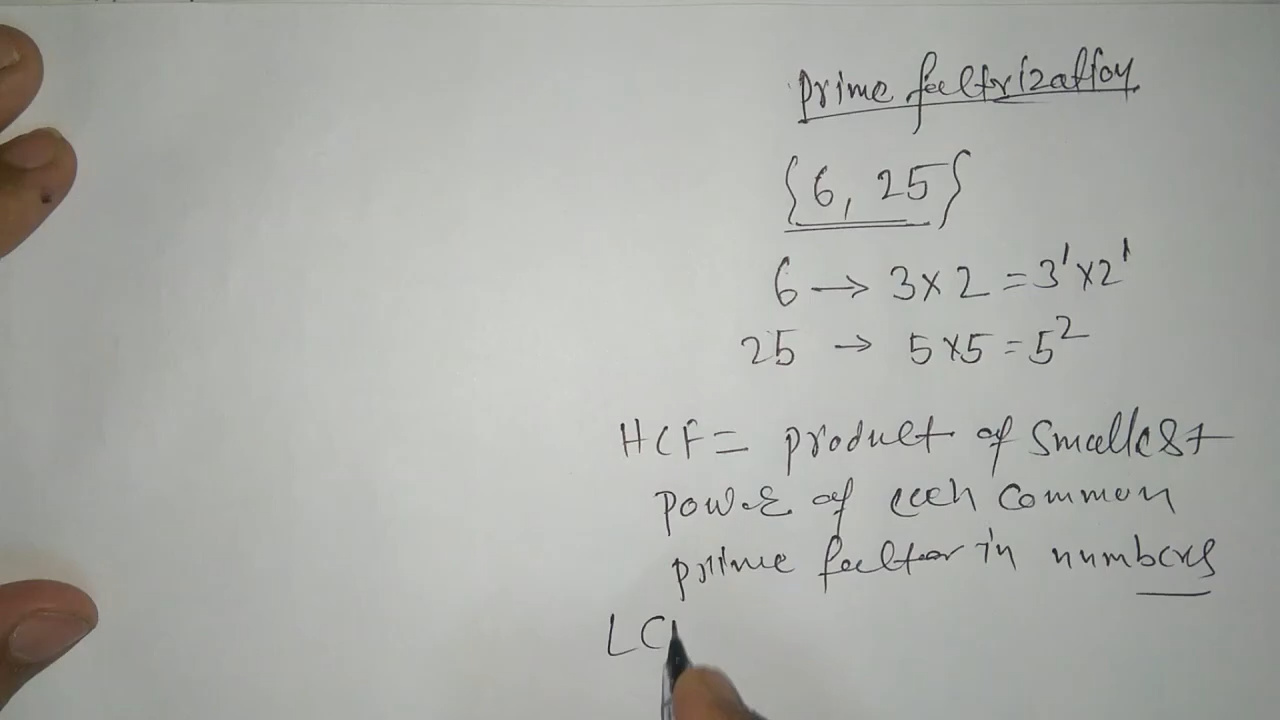 Prime factorization
{6, 25}
6 → 3×2 = 3¹×2¹
25 → 5×5 = 5²
HCF = product of smallest
power of each common
prime factor in numbers
LC